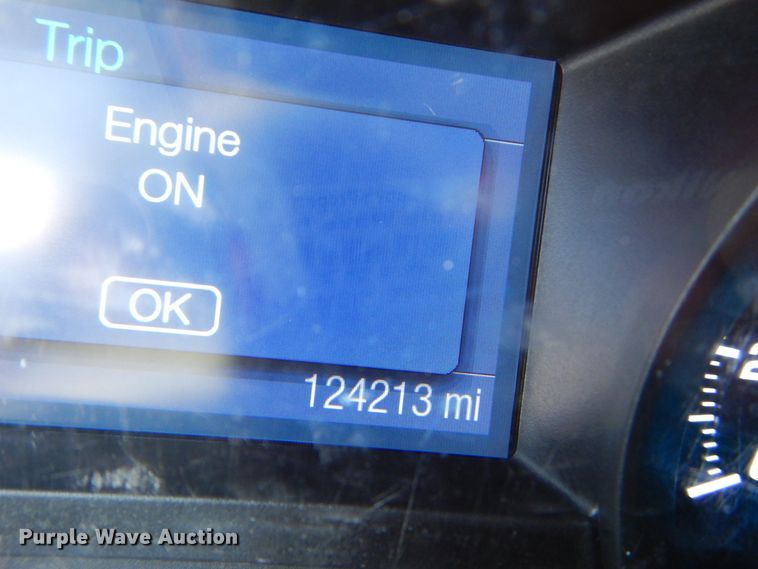 Trip
Engine
ON
OK
124213 mi
Purple Wave Auction